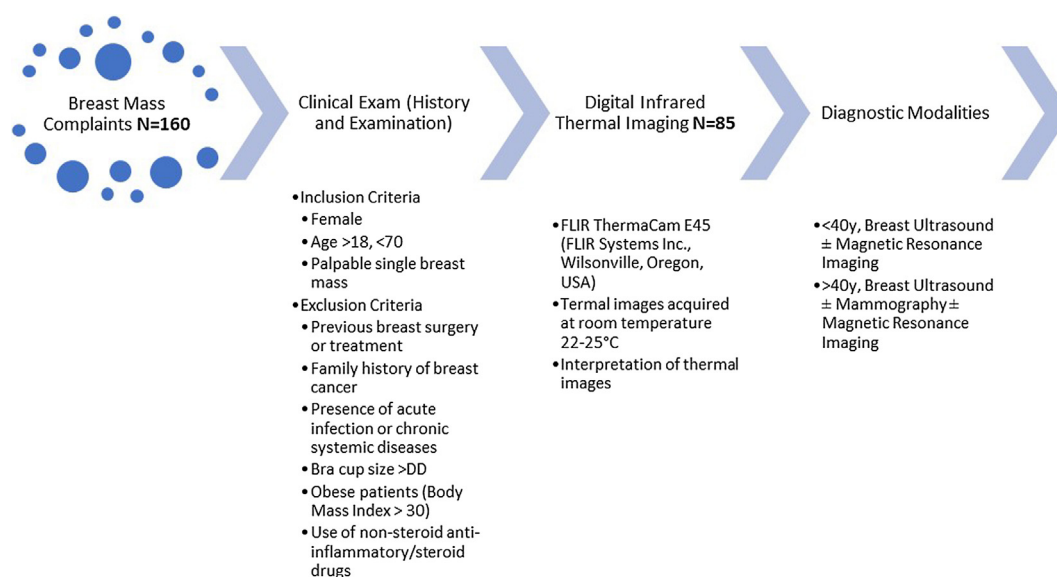 Breast Mass
Complaints N=160
Clinical Exam (History
and Examination)
Digital Infrared
Thermal Imaging N=85
Diagnostic Modalities
•Inclusion Criteria
•Female
•Age >18, <70
•Palpable single breast
mass
•Exclusion Criteria
•Previous breast surgery
or treatment
•Family history of breast
cancer
•Presence of acute
infection or chronic
systemic diseases
•Bra cup size >DD
•Obese patients (Body
Mass Index > 30)
•Use of non-steroid anti-
inflammatory/steroid
drugs
•FLIR ThermaCam E45
(FLIR Systems Inc.,
Wilsonville, Oregon,
USA)
•Termal images acquired
at room temperature
22-25°C
•Interpretation of thermal
images
•<40y, Breast Ultrasound
± Magnetic Resonance
Imaging
•>40y, Breast Ultrasound
± Mammography ±
Magnetic Resonance
Imaging